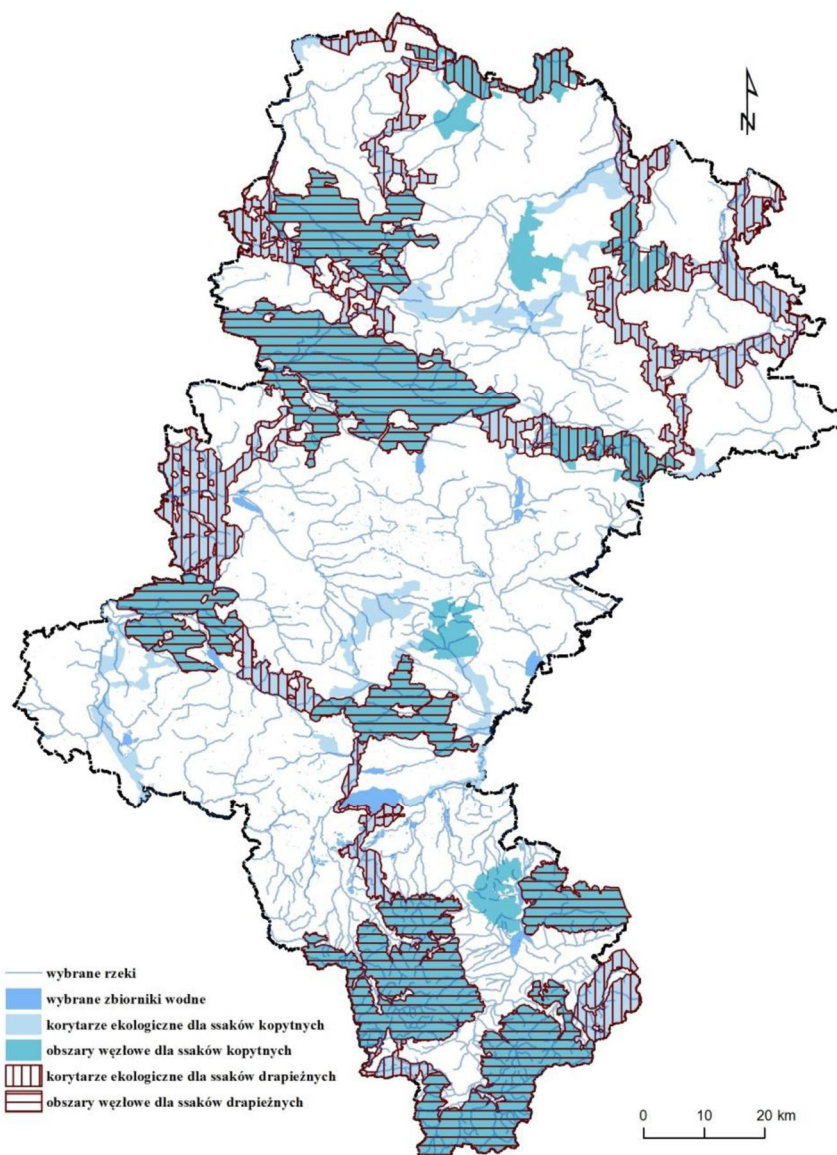 N
wybrane rzeki
wybrane zbiorniki wodne
korytarze ekologiczne dla ssaków kopytnych
obszary węzłowe dla ssaków kopytnych
korytarze ekologiczne dla ssaków drapieżnych
obszary węzłowe dla ssaków drapieżnych
0 10 20 km